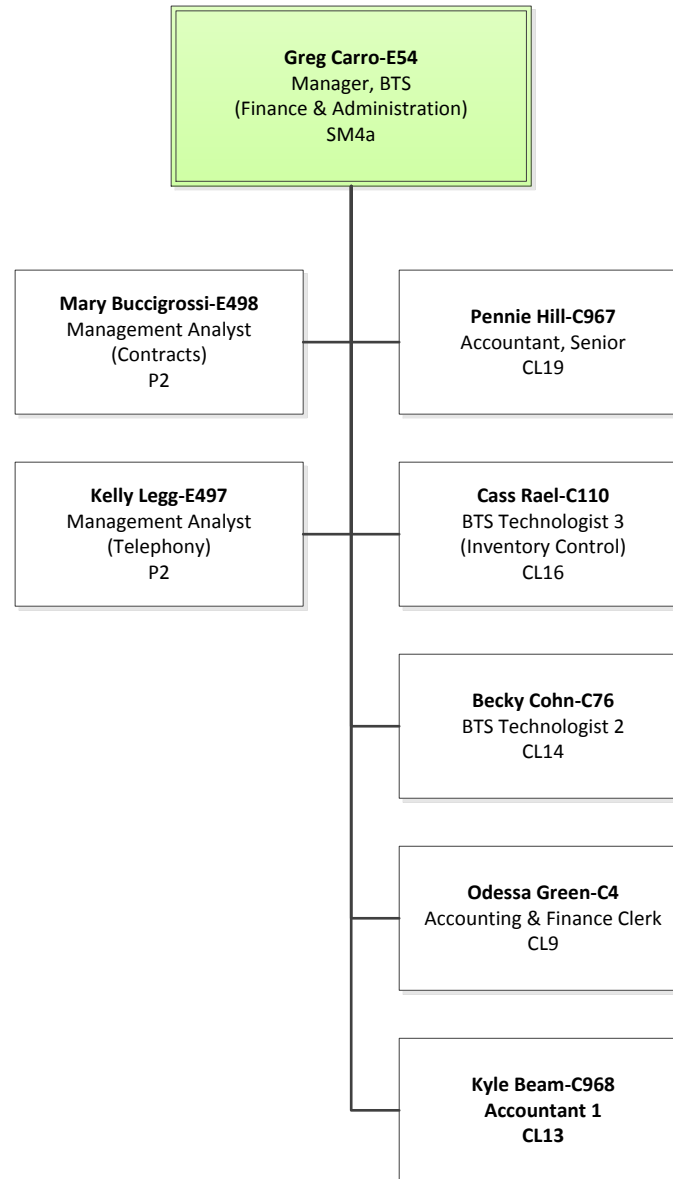 Greg Carro-E54
Manager, BTS
(Finance & Administration)
SM4a
Mary Buccigrossi-E498
Management Analyst
(Contracts)
P2
Pennie Hill-C967
Accountant, Senior
CL19
Kelly Legg-E497
Management Analyst
(Telephony)
P2
Cass Rael-C110
BTS Technologist 3
(Inventory Control)
CL16
Becky Cohn-C76
BTS Technologist 2
CL14
Odessa Green-C4
Accounting & Finance Clerk
CL9
Kyle Beam-C968
Accountant 1
CL13